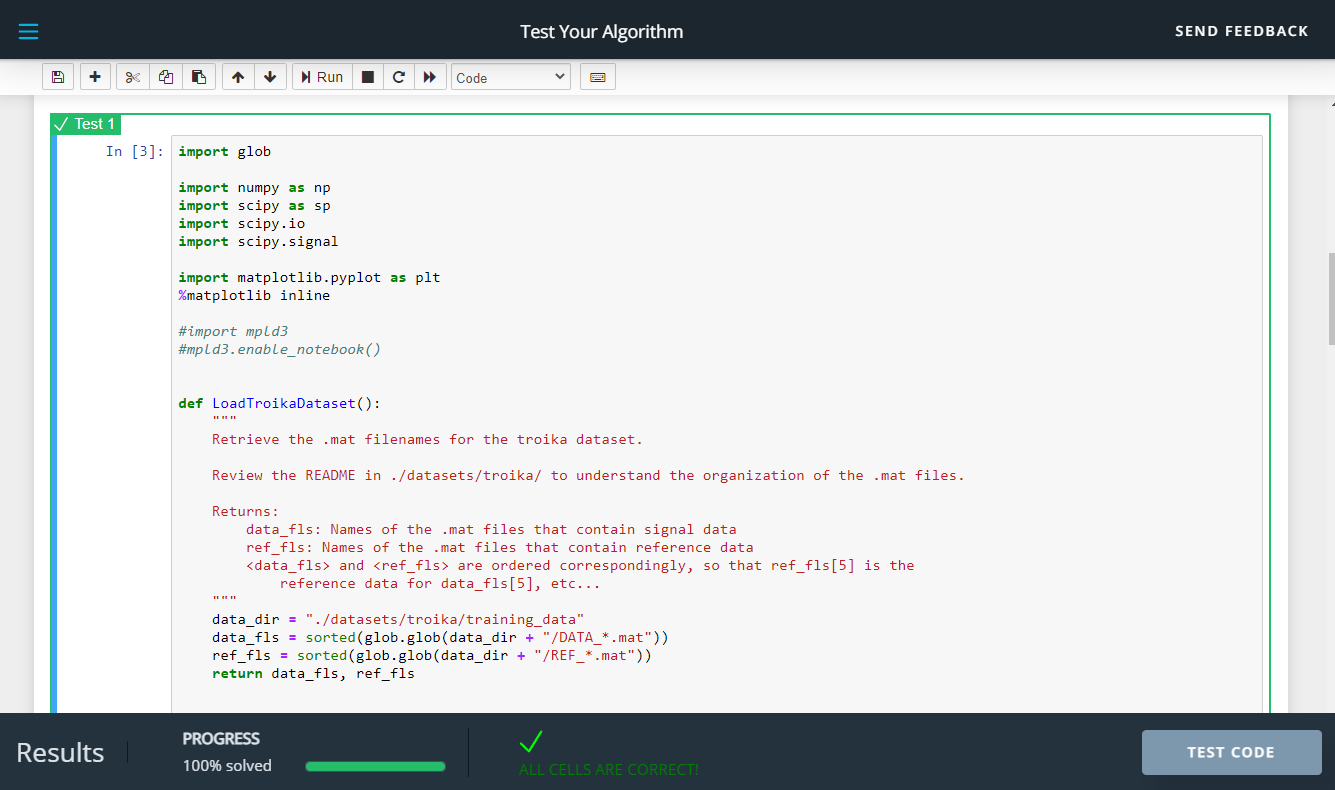 Test Your Algorithm
SEND FEEDBACK
Run
Code
Test 1
In [3]:
import glob
import numpy as np
import scipy as sp
import scipy.io
import scipy.signal
import matplotlib.pyplot as plt
%matplotlib inline
#import mpld3
#mpld3.enable_notebook()
def LoadTroikaDataset():
    """
    Retrieve the .mat filenames for the troika dataset.
    Review the README in ./datasets/troika/ to understand the organization of the .mat files.
    Returns:
        data_fls: Names of the .mat files that contain signal data
        ref_fls: Names of the .mat files that contain reference data
        <data_fls> and <ref_fls> are ordered correspondingly, so that ref_fls[5] is the
            reference data for data_fls[5], etc...
    """
    data_dir = "./datasets/troika/training_data"
    data_fls = sorted(glob.glob(data_dir + "/DATA_*.mat"))
    ref_fls = sorted(glob.glob(data_dir + "/REF_*.mat"))
    return data_fls, ref_fls
Results
PROGRESS
100% solved
ALL CELLS ARE CORRECT!
TEST CODE